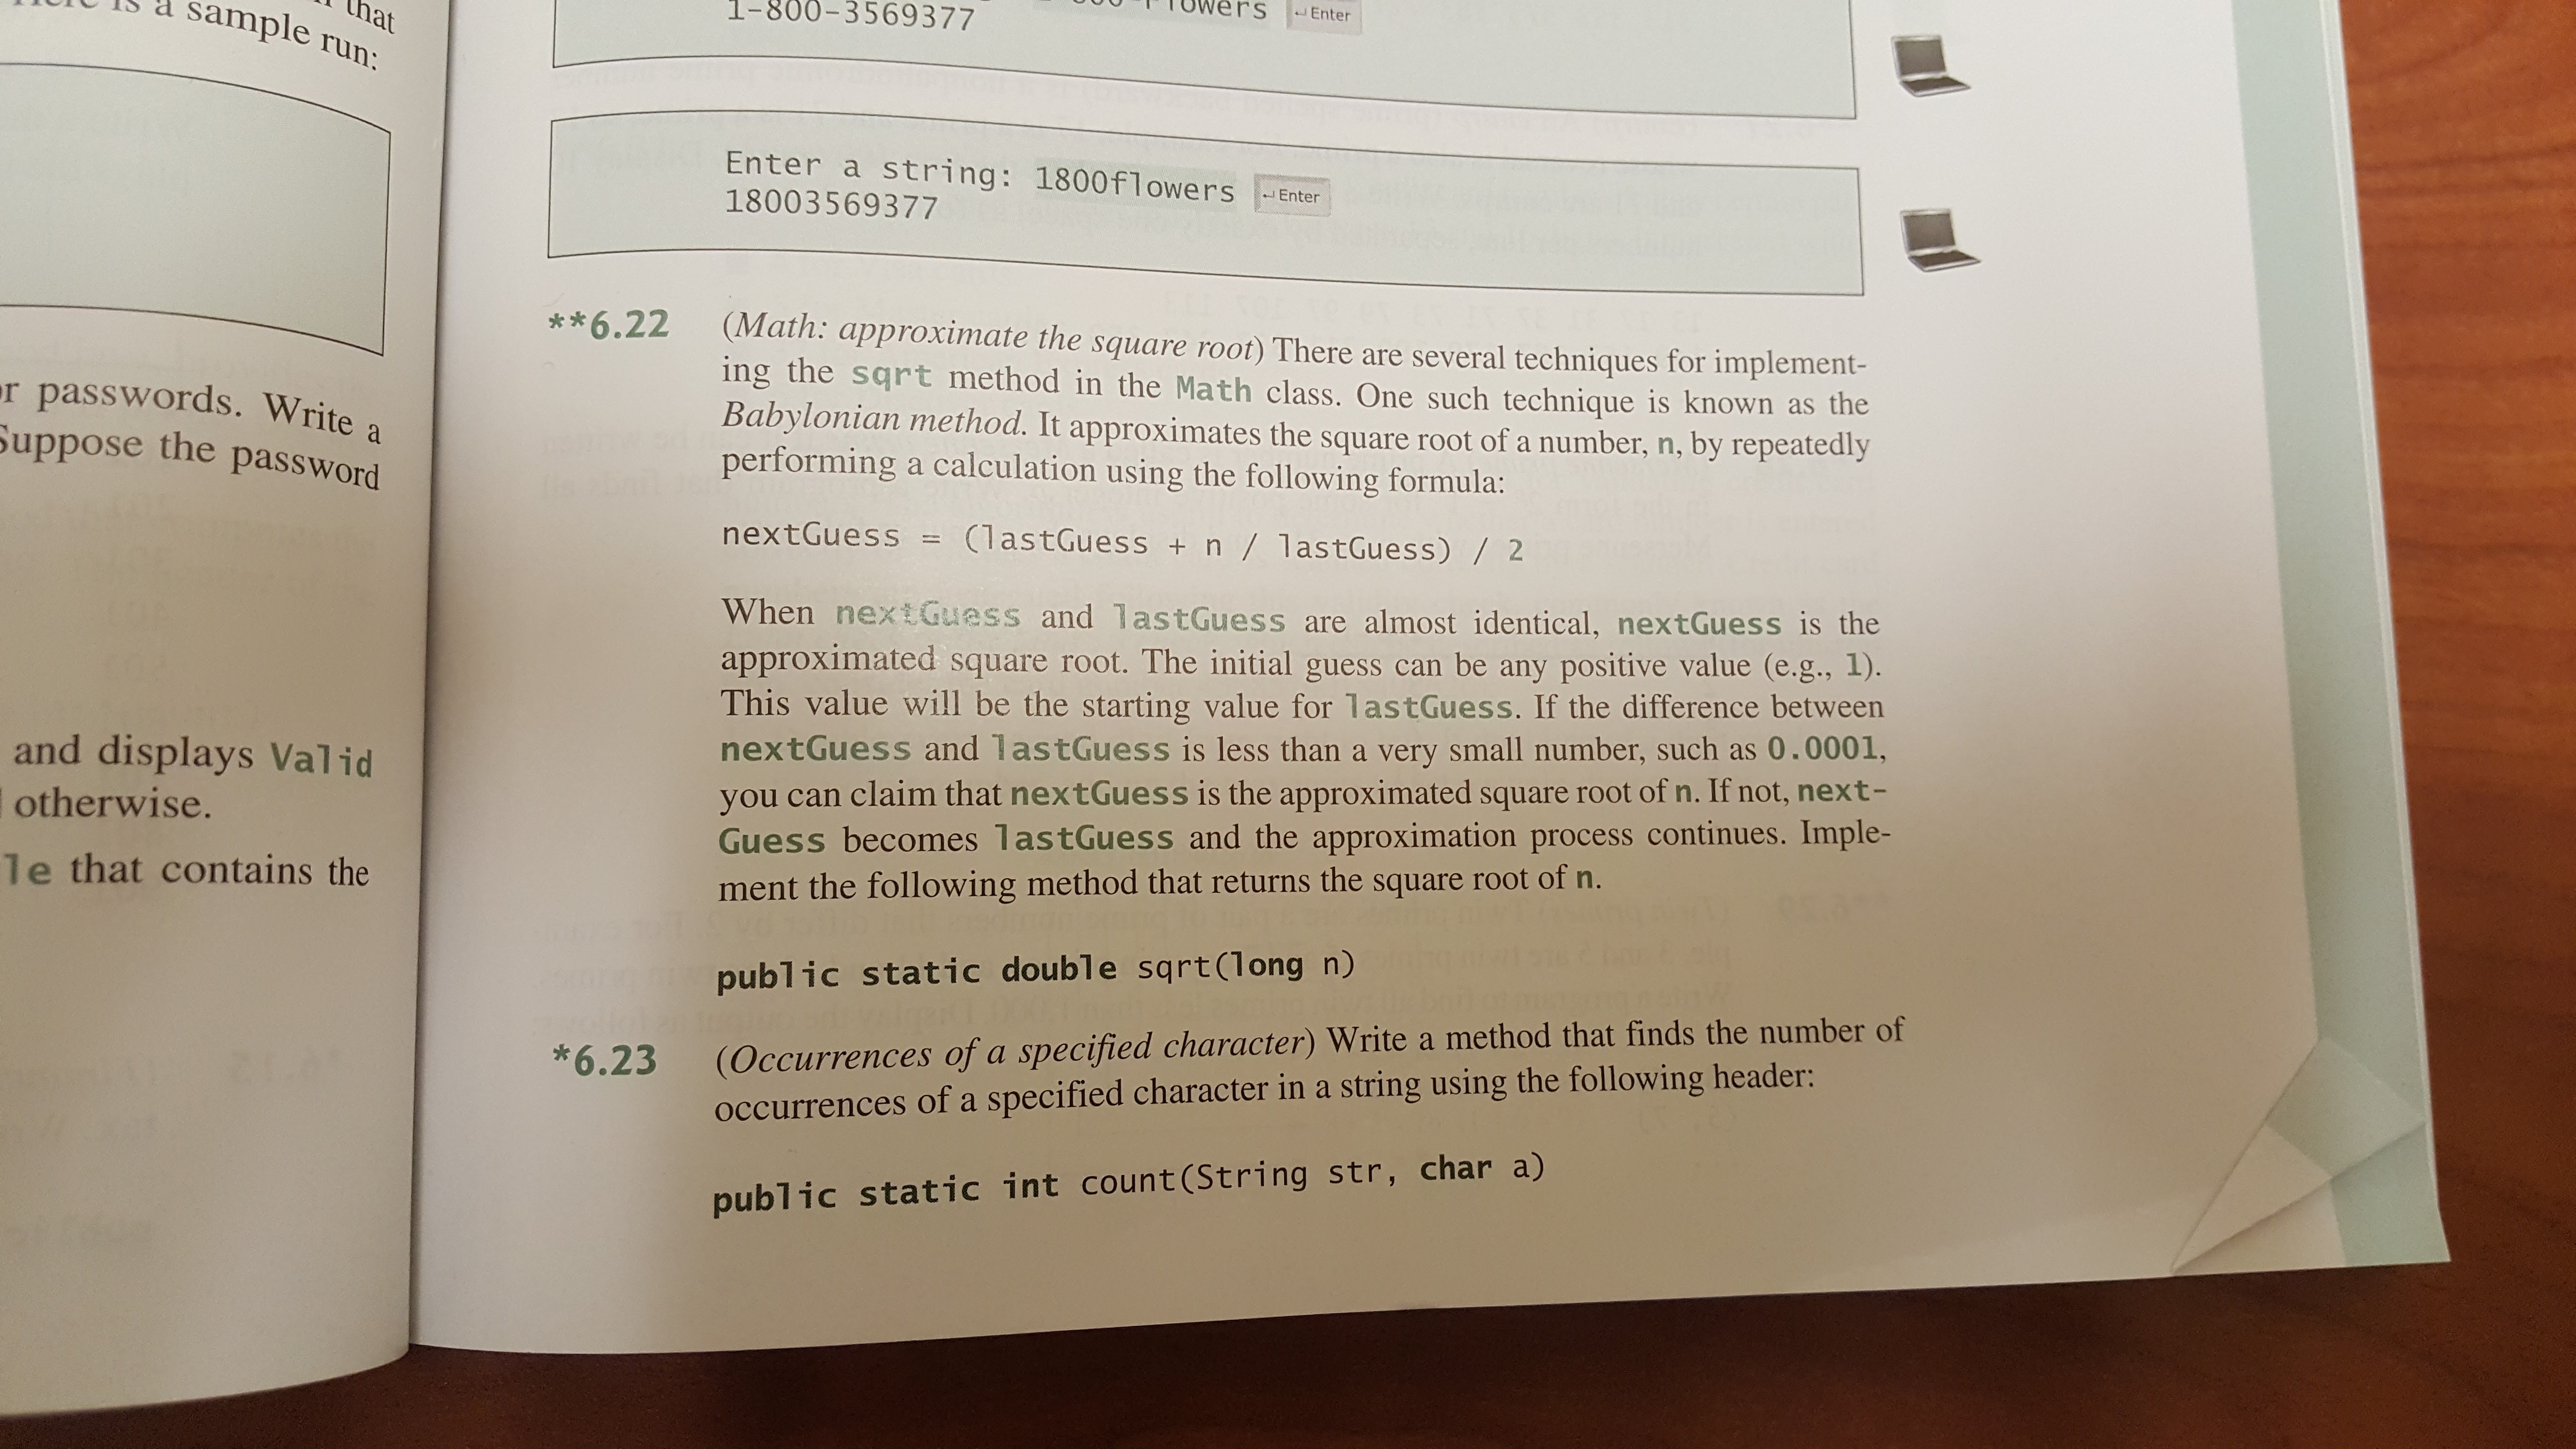 that
is a sample run:
r passwords. Write a
Suppose the password
and displays Valid
otherwise.
le that contains the
1-800-3569377
Enter
Enter a string: 1800flowers Enter
18003569377
**6.22 (Math: approximate the square root) There are several techniques for implement-
ing the sqrt method in the Math class. One such technique is known as the
Babylonian method. It approximates the square root of a number, n, by repeatedly
performing a calculation using the following formula:
nextGuess = (lastGuess + n / lastGuess) / 2
When nextGuess and lastGuess are almost identical, nextGuess is the
approximated square root. The initial guess can be any positive value (e.g., 1).
This value will be the starting value for lastGuess. If the difference between
nextGuess and lastGuess is less than a very small number, such as 0.0001,
you can claim that nextGuess is the approximated square root of n. If not, next-
Guess becomes lastGuess and the approximation process continues. Imple-
ment the following method that returns the square root of n.
public static double sqrt(long n)
*6.23 (Occurrences of a specified character) Write a method that finds the number of
occurrences of a specified character in a string using the following header:
public static int count(String str, char a)